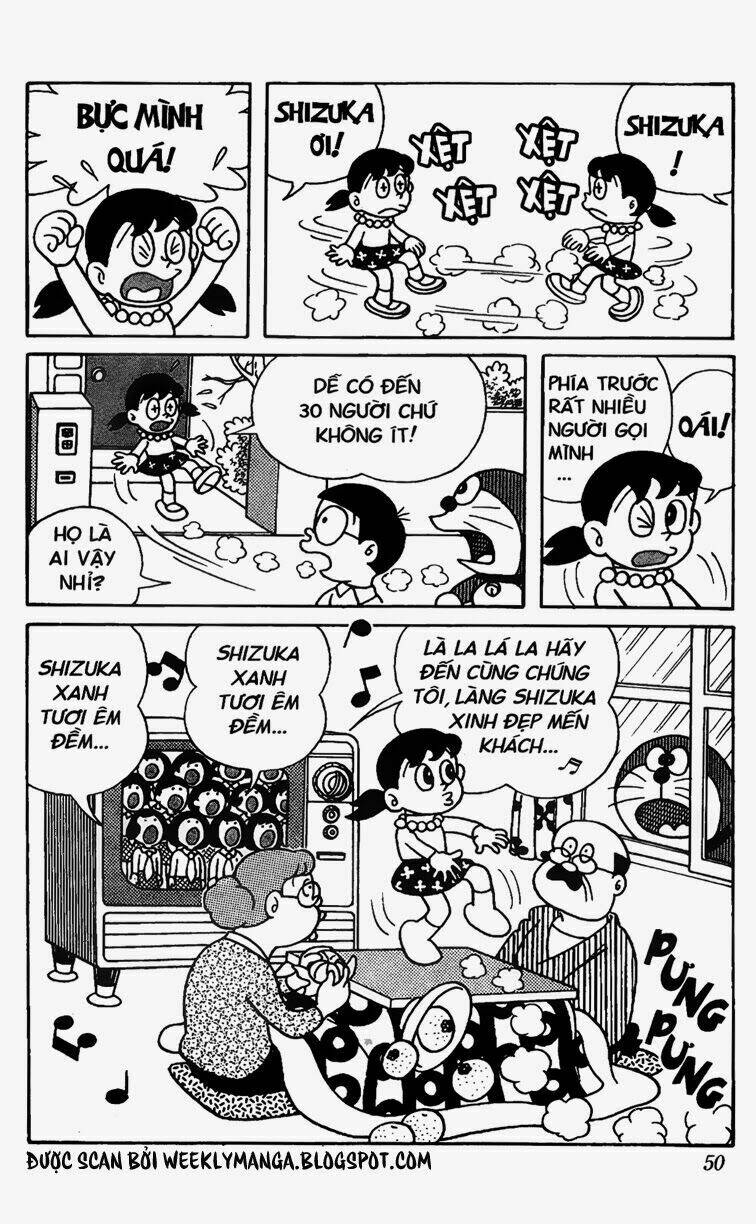 BỰC MÌNH
QUÁ!
SHIZUKA
ƠI!
XỆT
XỆT
XỆT
XỆT
SHIZUKA
!
DỄ CÓ ĐẾN
30 NGƯỜI CHỨ
KHÔNG ÍT!
HỌ LÀ
AI VẬY
NHỈ?
PHÍA TRƯỚC
RẤT NHIỀU
NGƯỜI GỌI
MÌNH
...
QÁI!
SHIZUKA
XANH
TƯƠI ÊM
ĐỀM...
SHIZUKA
XANH
TƯƠI ÊM
ĐỀM...
LÀ LA LÁ LA HÃY
ĐẾN CÙNG CHÚNG
TÔI, LÀNG SHIZUKA
XINH ĐẸP MẾN
KHÁCH...
PƯNG
PƯNG
ĐƯỢC SCAN BỞI WEEKLYMANGA.BLOGSPOT.COM
50